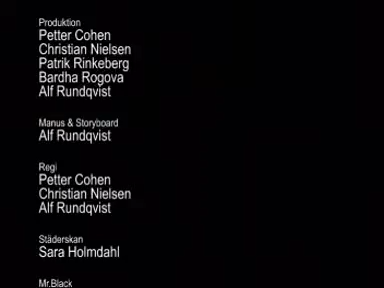 Produktion
Petter Cohen
Christian Nielsen
Patrik Rinkeberg
Bardha Rogova
Alf Rundqvist
Manus & Storyboard
Alf Rundqvist
Regi
Petter Cohen
Christian Nielsen
Alf Rundqvist
Städerskan
Sara Holmdahl
Mr.Black